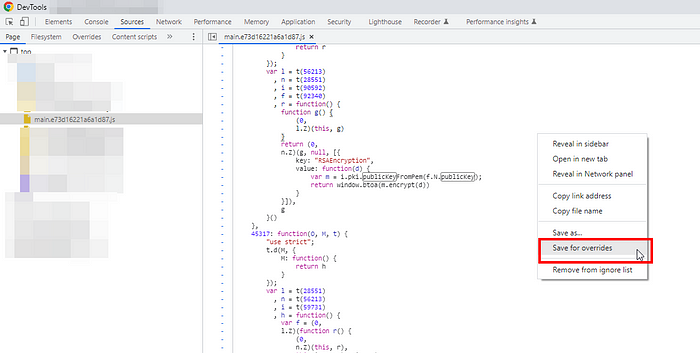 DevTools
Elements Console Sources Network Performance Memory Application Security Lighthouse Recorder Performance insights
Page Filesystem Overrides Content scripts
main.e73d16221a6a1d87.js
top
main.e73d16221a6a1d87.js
return r
}
});
var l = t(56213)
, n = t(28551)
, i = t(90592)
, f = t(92340)
, r = function() {
function g() {
(0,
l.Z)(this, g)
}
return (0,
n.Z)(g, null, [{
key: "RSAEncryption",
value: function(d) {
var m = i.pki.publicKeyFromPem(f.N.publicKey);
return window.btoa(m.encrypt(d))
}
}]),
g
}()
},
45317: function(D, M, t) {
"use strict";
t.d(M, {
M: function() {
return h
}
});
var l = t(28551)
, n = t(56213)
, i = t(59731)
, h = function() {
var f = (0,
l.Z)(function r() {
(0,
n.Z)(this, r),
Reveal in sidebar
Open in new tab
Reveal in Network panel
Copy link address
Copy file name
Save as...
Save for overrides
Remove from ignore list